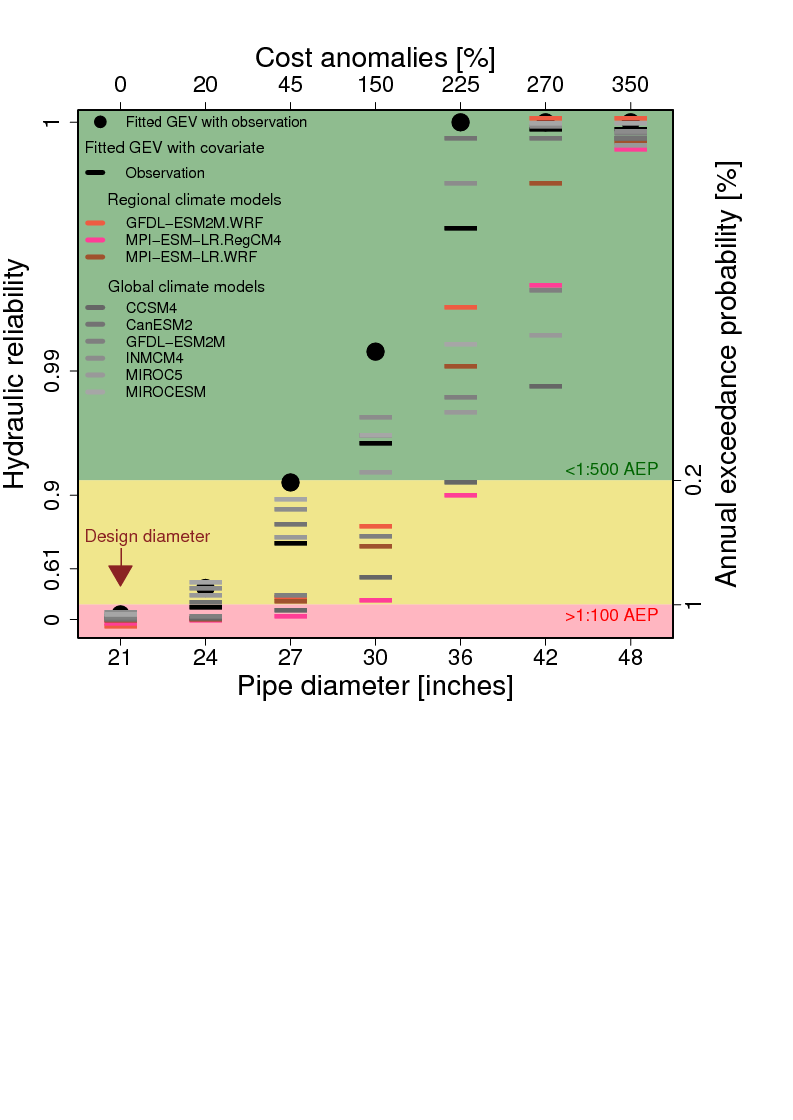 Cost anomalies [%]
0 20 45 150 225 270 350
Fitted GEV with observation
Fitted GEV with covariate
Observation
Regional climate models
GFDL−ESM2M.WRF
MPI−ESM−LR.RegCM4
MPI−ESM−LR.WRF
Global climate models
CCSM4
CanESM2
GFDL−ESM2M
INMCM4
MIROC5
MIROCESM
<1:500 AEP
Design diameter
>1:100 AEP
Hydraulic reliability
1
0.99
0.9
0.61
0
Annual exceedance probability [%]
0.2
1
21 24 27 30 36 42 48
Pipe diameter [inches]